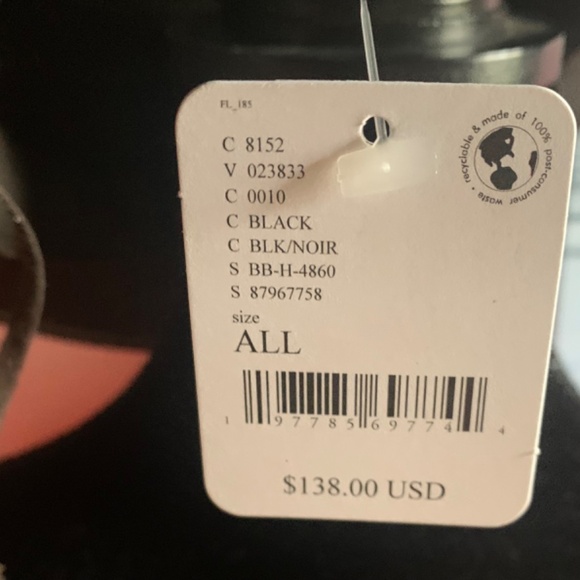 FL_185
recyclable & made of 100% post-consumer waste
C 8152
V 023833
C 0010
C BLACK
C BLK/NOIR
S BB-H-4860
S 87967758
size
ALL
1 97785 69774 4
$138.00 USD